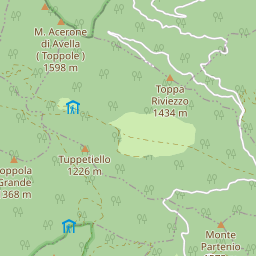 M. Acerone
di Avella
( Toppole )
1598 m
Toppa
Riviezzo
1434 m
Tuppetiello
1226 m
oppola
Grande
368 m
Monte
Partenio